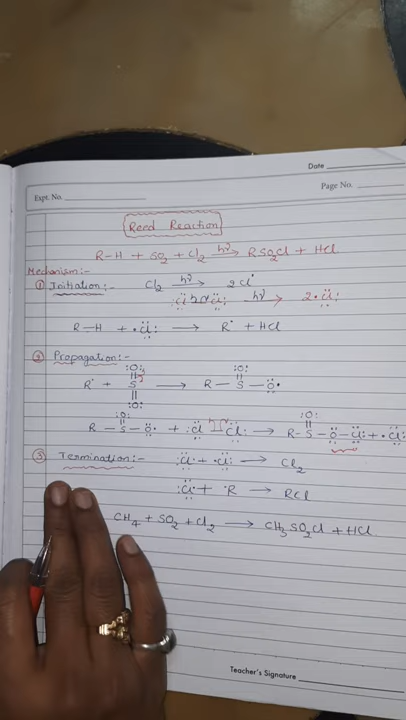 Date
Page No.
Expt. No.
Reed Reaction
R-H + SO2 + Cl2 hν→ RSO2Cl + HCl
Mechanism:-
① Initiation:- Cl2 hν→ 2Cl•
:Cl Cl: hν→ 2•Cl:
R-H + •Cl: → R• + HCl
② Propagation:-
:O: :O:
R• + S → R-S-O•
:O:
:O: :O:
R-S-O• + :Cl-Cl: → R-S-O-Cl: + •Cl:
③ Termination:- :Cl• + •Cl: → Cl2
:Cl + •R → RCl
CH4 + SO2 + Cl2 → CH3SO2Cl + HCl
Teacher's Signature